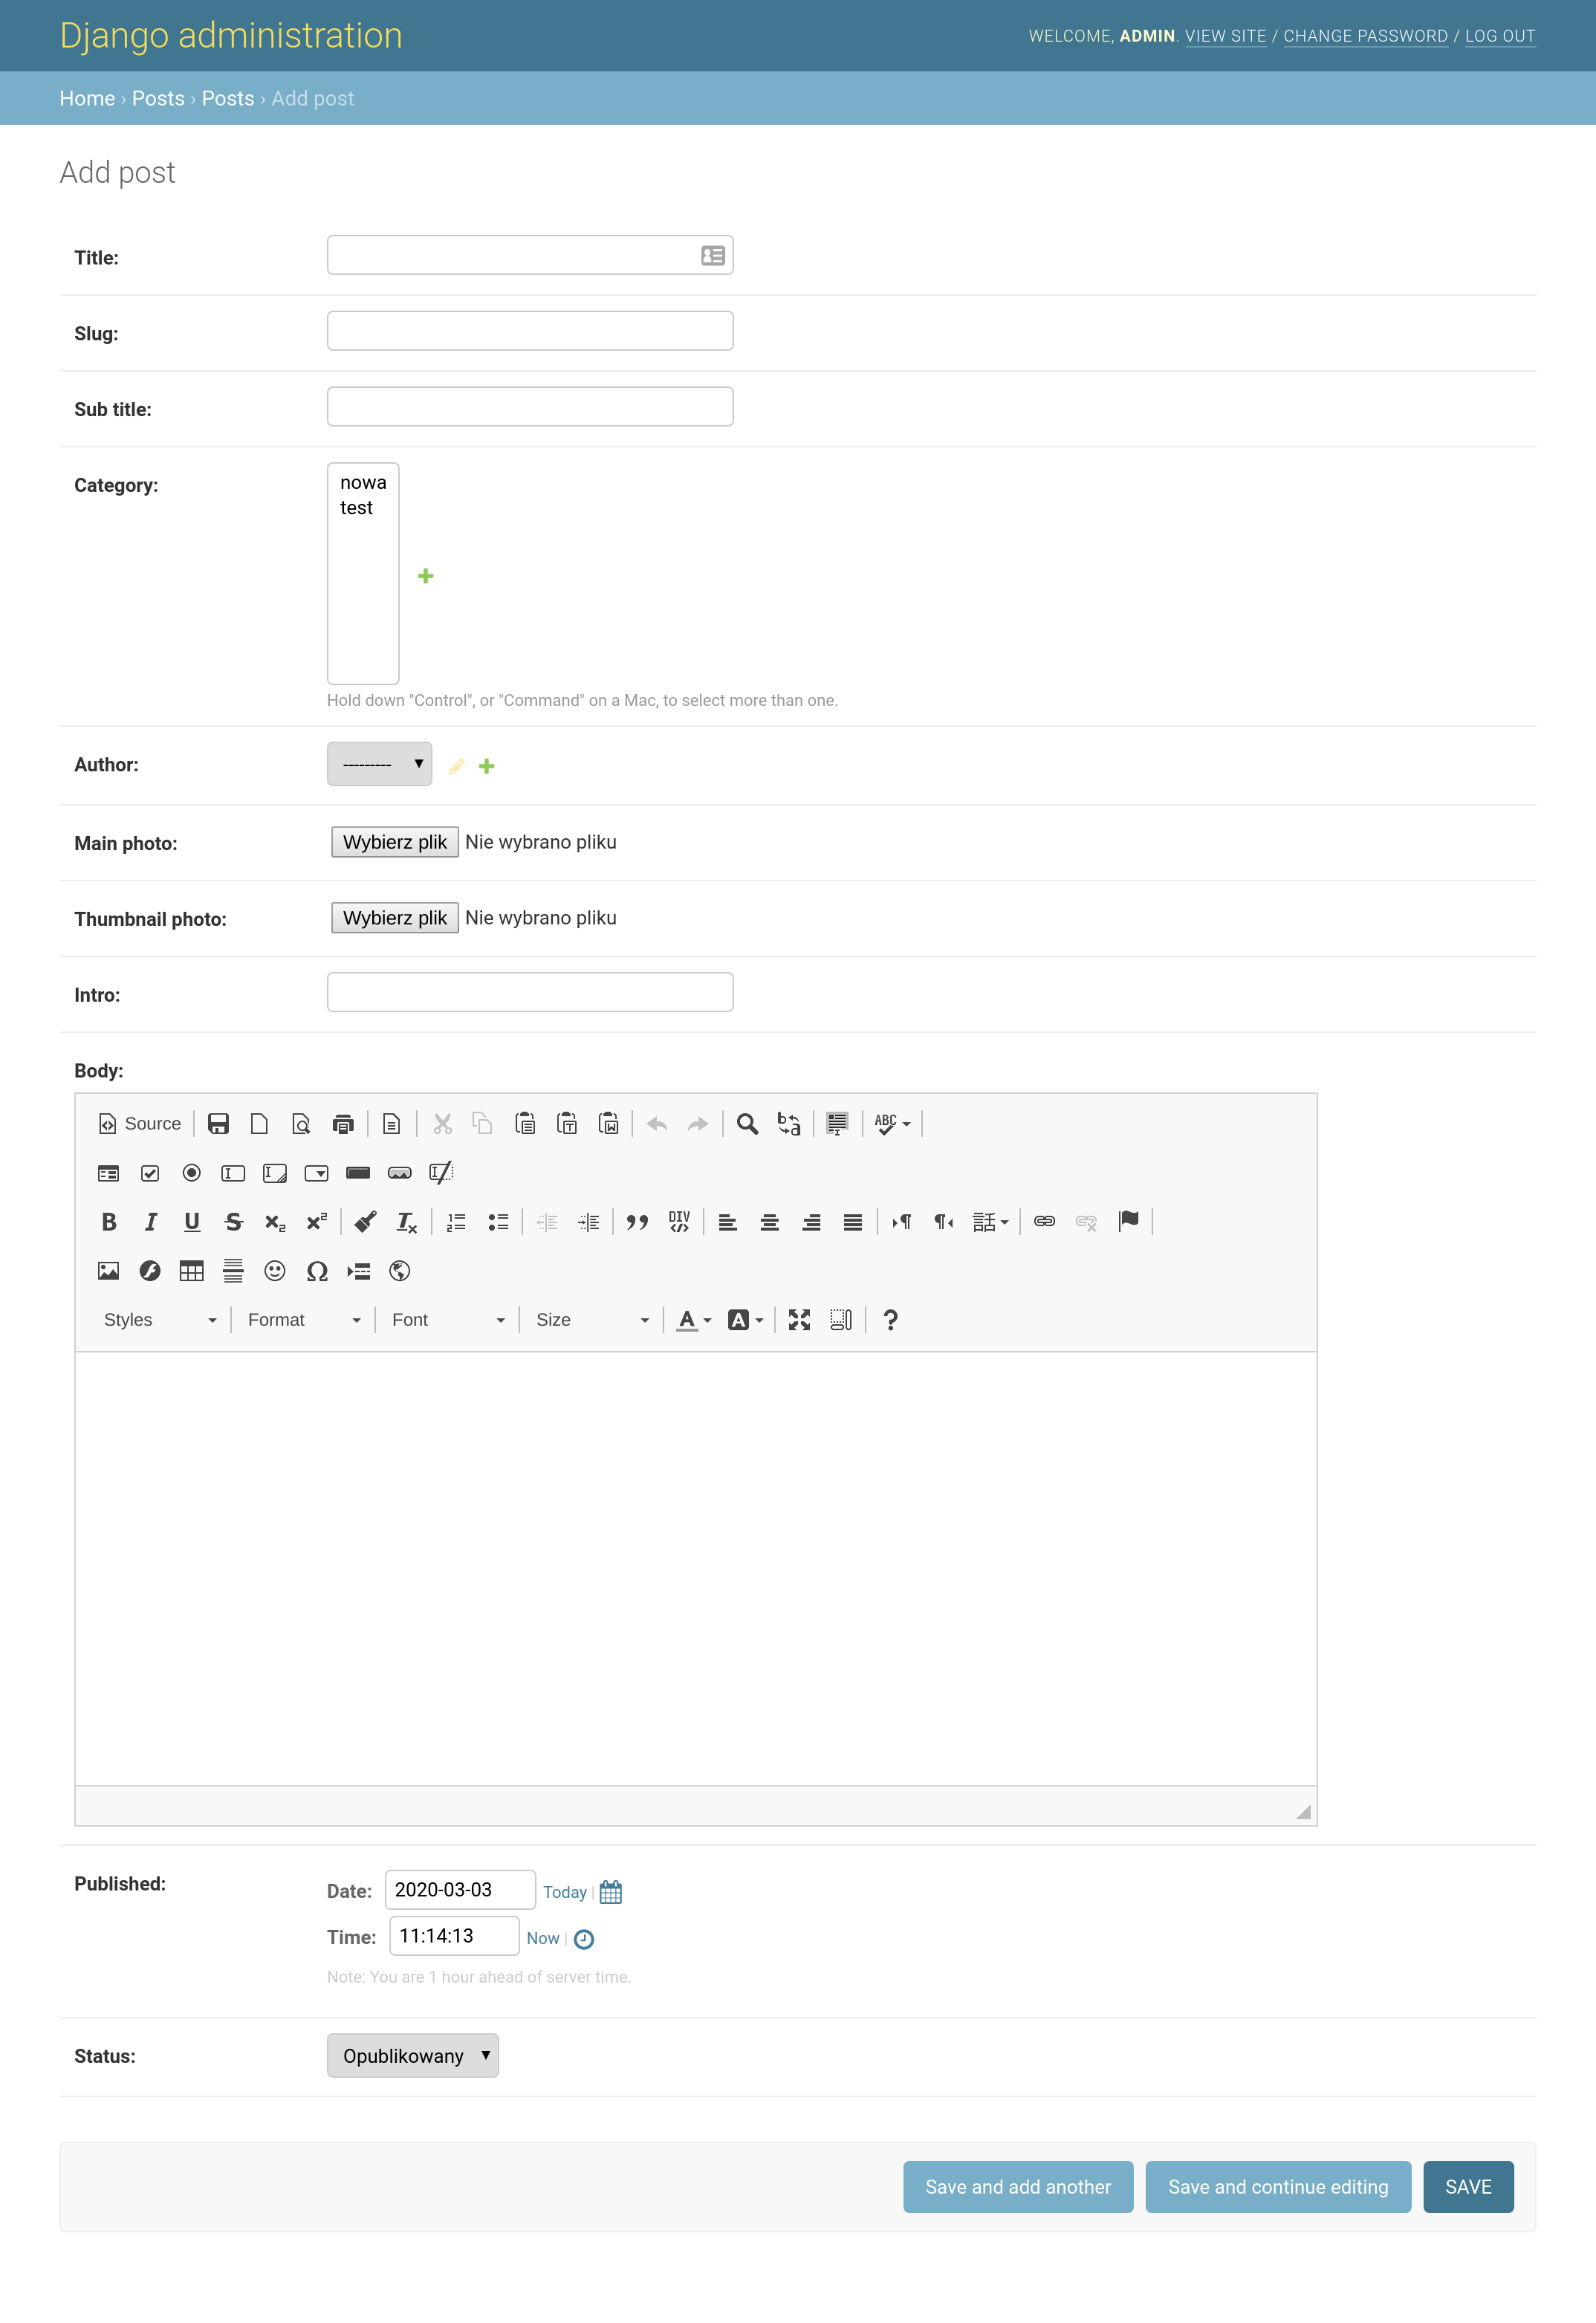 Django administration
WELCOME, ADMIN. VIEW SITE / CHANGE PASSWORD / LOG OUT
Home › Posts › Posts › Add post
Add post
Title:
Slug:
Sub title:
Category:
nowa
test
Hold down "Control", or "Command" on a Mac, to select more than one.
Author:
---------
Main photo:
Wybierz plik Nie wybrano pliku
Thumbnail photo:
Wybierz plik Nie wybrano pliku
Intro:
Body:
Source
Styles Format Font Size
Published:
Date: 2020-03-03 Today |
Time: 11:14:13 Now |
Note: You are 1 hour ahead of server time.
Status:
Opublikowany
Save and add another Save and continue editing SAVE